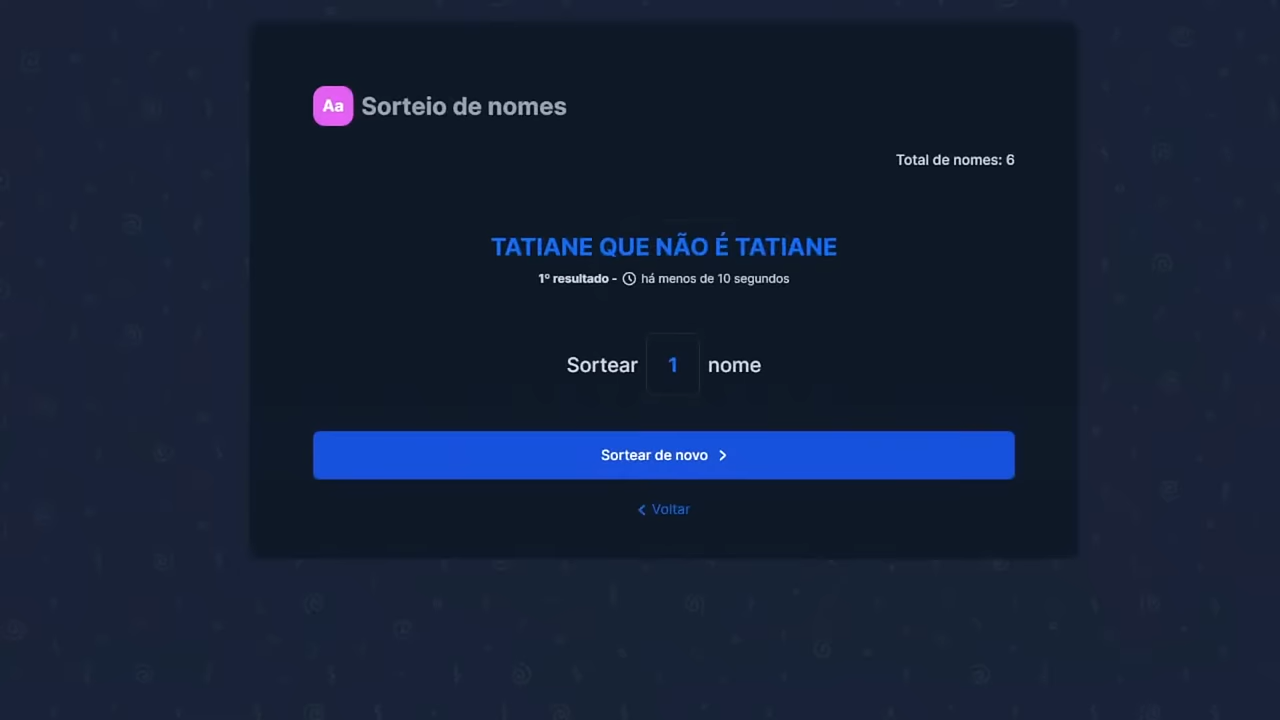 Aa Sorteio de nomes
Total de nomes: 6
TATIANE QUE NÃO É TATIANE
1º resultado - há menos de 10 segundos
Sortear 1 nome
Sortear de novo
Voltar